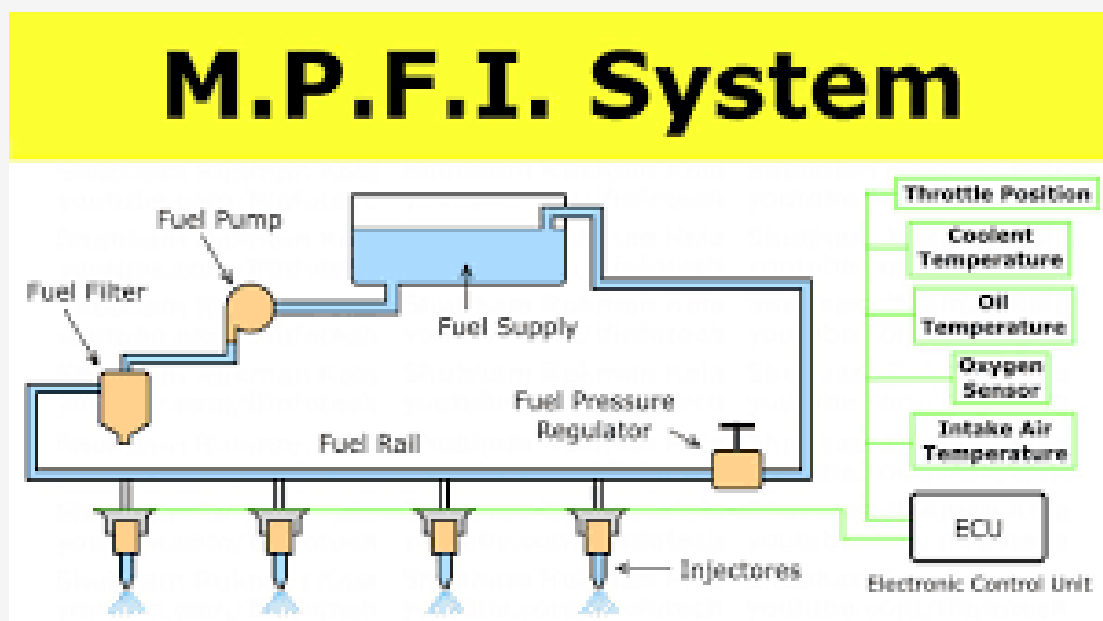 M.P.F.I. System
Fuel Pump
Fuel Filter
Fuel Supply
Fuel Pressure
Regulator
Fuel Rail
Injectores
Throttle Position
Coolent
Temperature
Oil
Temperature
Oxygen
Sensor
Intake Air
Temperature
ECU
Electronic Control Unit